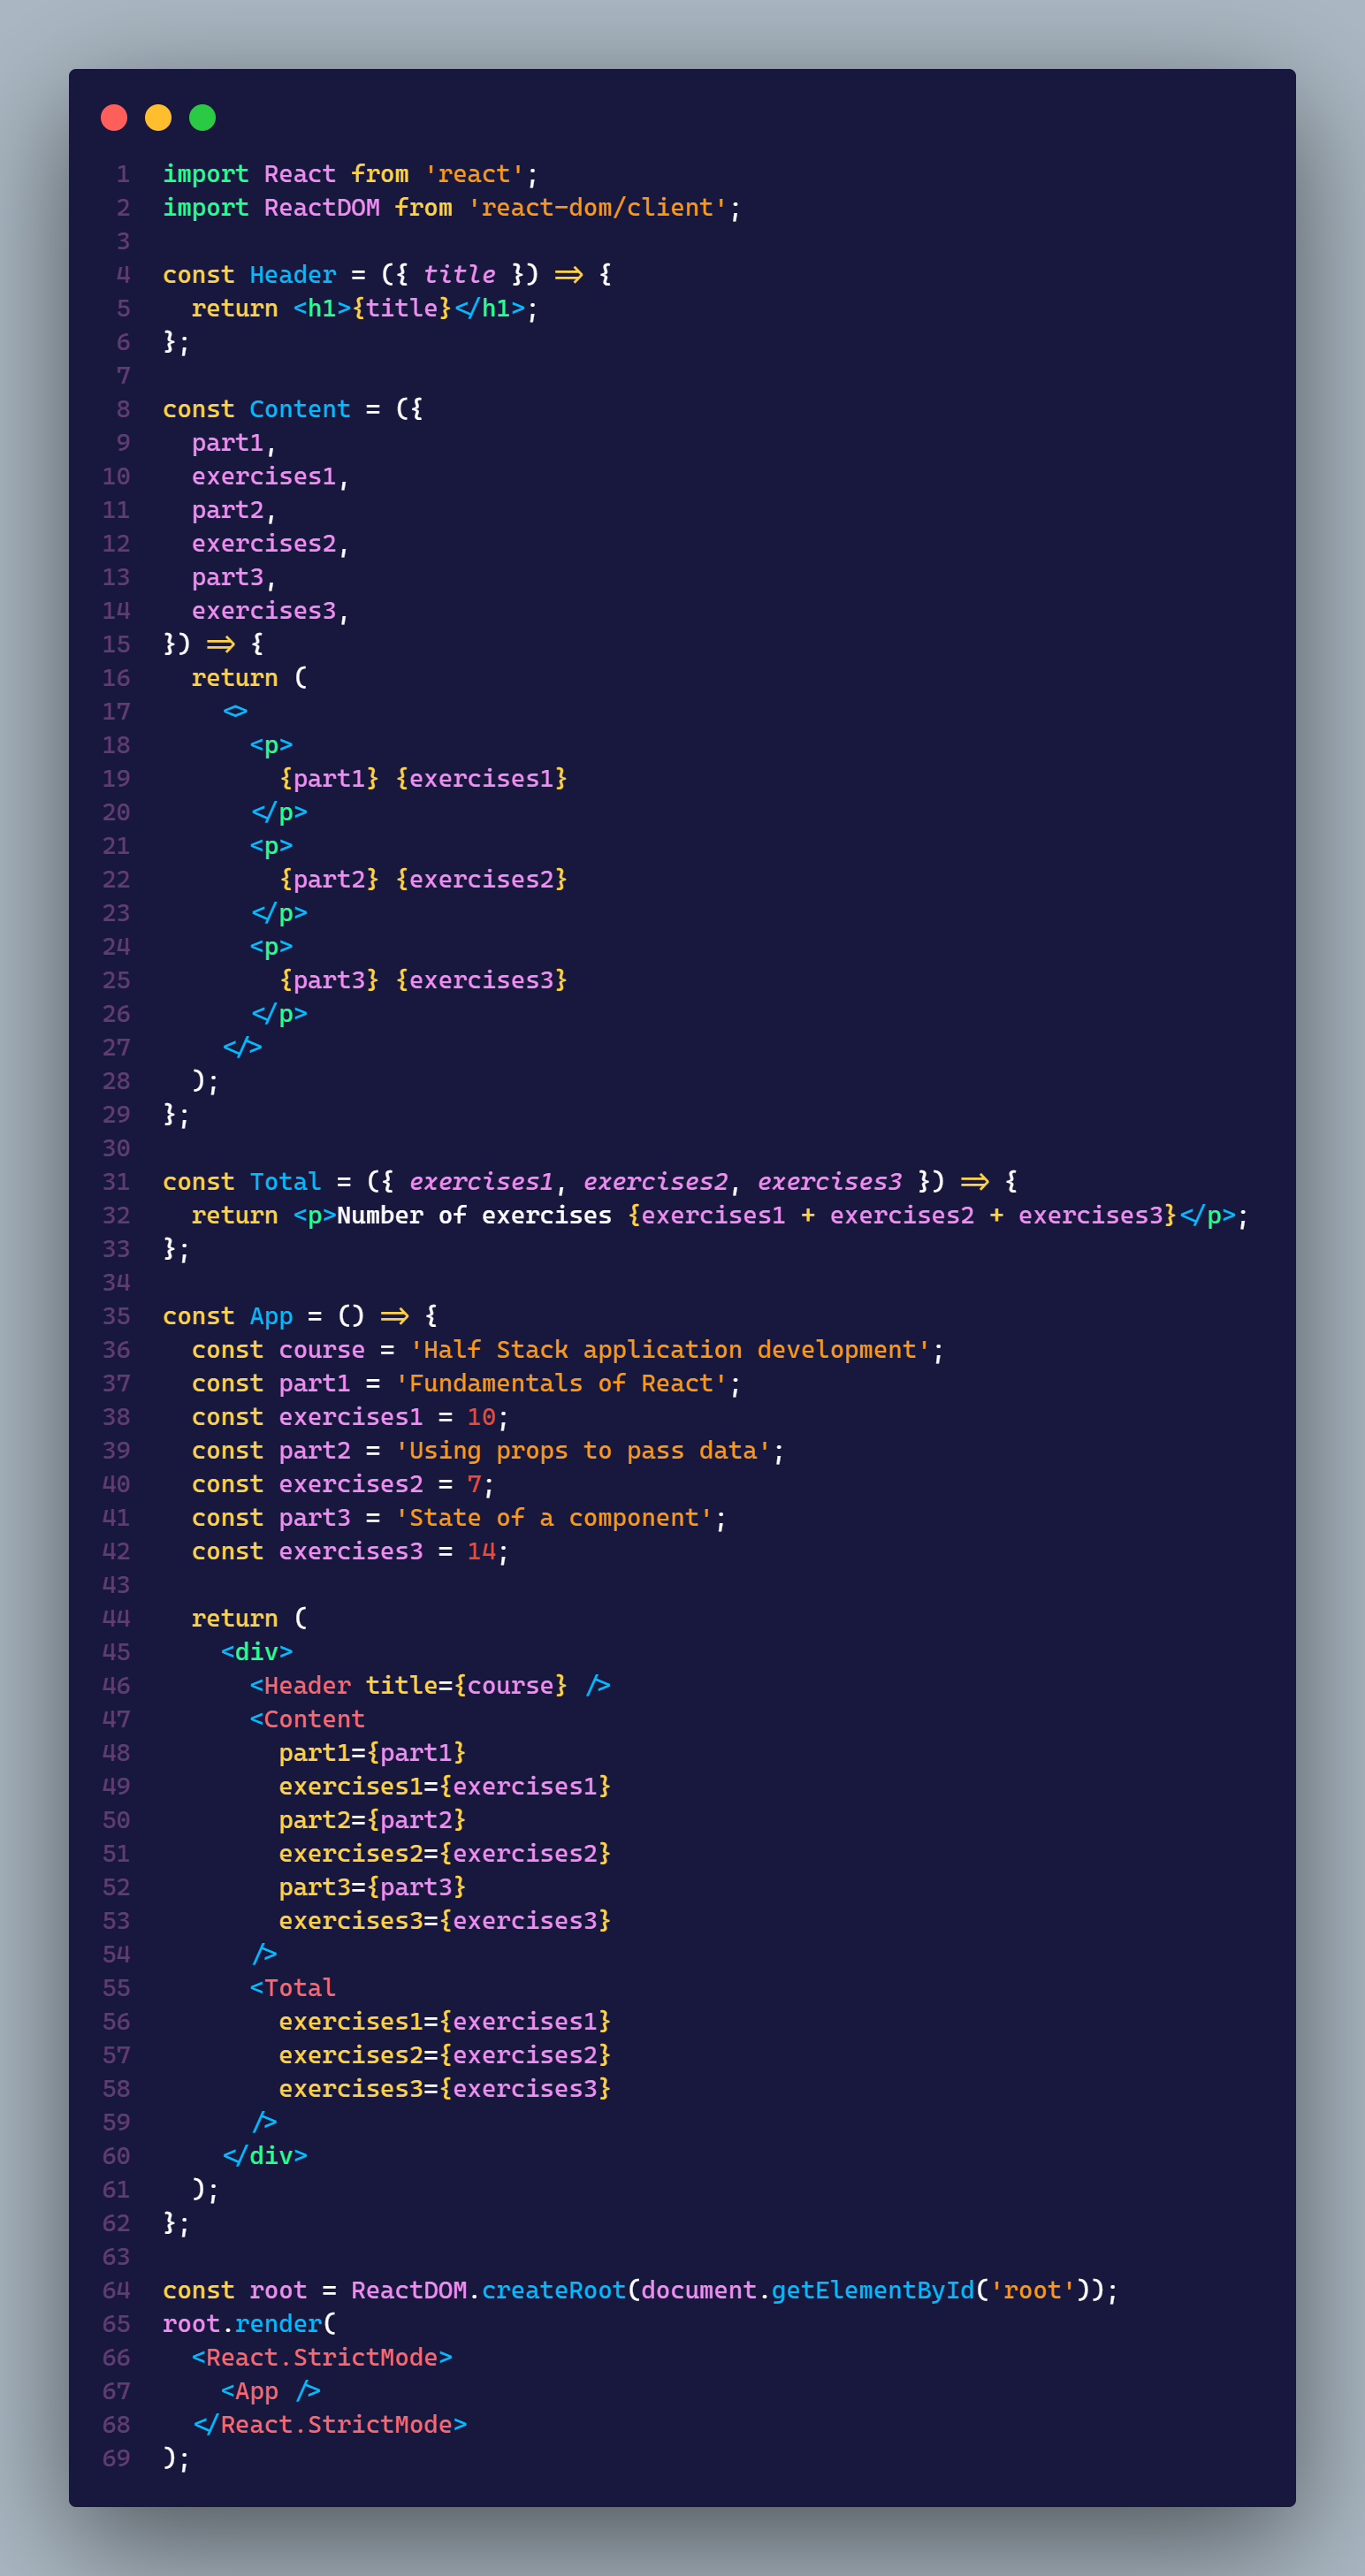 1 import React from 'react';
2 import ReactDOM from 'react-dom/client';
3
4 const Header = ({ title }) => {
5   return <h1>{title}</h1>;
6 };
7
8 const Content = ({
9   part1,
10   exercises1,
11   part2,
12   exercises2,
13   part3,
14   exercises3,
15 }) => {
16   return (
17     <>
18       <p>
19         {part1} {exercises1}
20       </p>
21       <p>
22         {part2} {exercises2}
23       </p>
24       <p>
25         {part3} {exercises3}
26       </p>
27     </>
28   );
29 };
30
31 const Total = ({ exercises1, exercises2, exercises3 }) => {
32   return <p>Number of exercises {exercises1 + exercises2 + exercises3}</p>;
33 };
34
35 const App = () => {
36   const course = 'Half Stack application development';
37   const part1 = 'Fundamentals of React';
38   const exercises1 = 10;
39   const part2 = 'Using props to pass data';
40   const exercises2 = 7;
41   const part3 = 'State of a component';
42   const exercises3 = 14;
43
44   return (
45     <div>
46       <Header title={course} />
47       <Content
48         part1={part1}
49         exercises1={exercises1}
50         part2={part2}
51         exercises2={exercises2}
52         part3={part3}
53         exercises3={exercises3}
54       />
55       <Total
56         exercises1={exercises1}
57         exercises2={exercises2}
58         exercises3={exercises3}
59       />
60     </div>
61   );
62 };
63
64 const root = ReactDOM.createRoot(document.getElementById('root'));
65 root.render(
66   <React.StrictMode>
67     <App />
68   </React.StrictMode>
69 );